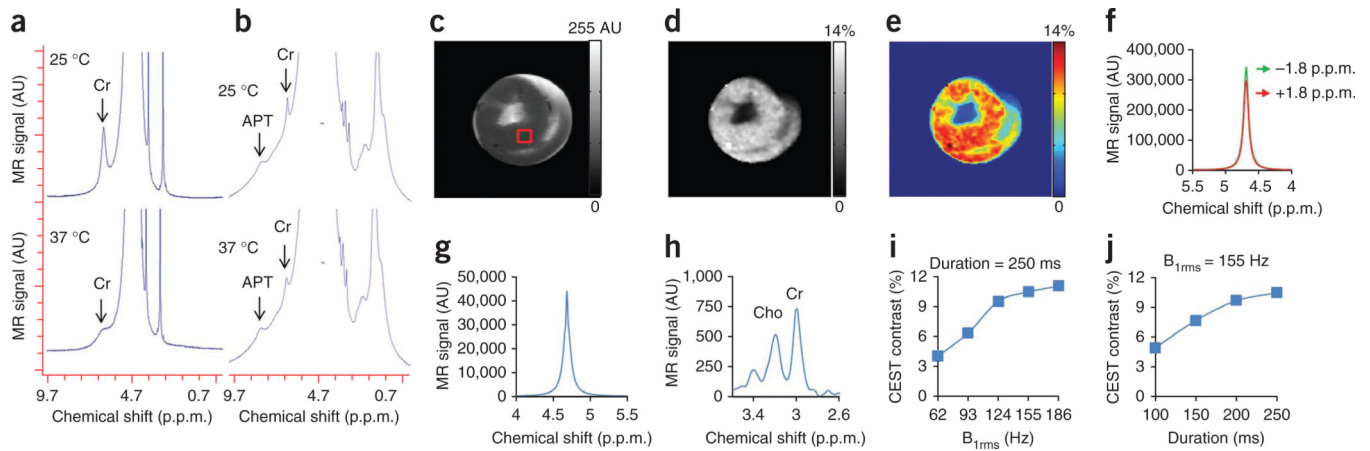 a
25 °C
Cr
MR signal (AU)
37 °C
Cr
MR signal (AU)
9.7 4.7 0.7
Chemical shift (p.p.m.)
b
Cr
25 °C
APT
Cr
37 °C
APT
9.7 4.7 0.7
Chemical shift (p.p.m.)
c
255 AU
0
d
14%
0
e
14%
0
f
MR signal (AU)
400,000
300,000
200,000
100,000
0
–1.8 p.p.m.
+1.8 p.p.m.
5.5 5 4.5 4
Chemical shift (p.p.m.)
g
MR signal (AU)
50,000
40,000
30,000
20,000
10,000
0
4 4.5 5 5.5
Chemical shift (p.p.m.)
h
MR signal (AU)
1,000
750
500
250
0
Cho
Cr
3.4 3 2.6
Chemical shift (p.p.m.)
i
Duration = 250 ms
CEST contrast (%)
12
9
6
3
0
62 93 124 155 186
B1rms (Hz)
j
B1rms = 155 Hz
CEST contrast (%)
12
9
6
3
0
100 150 200 250
Duration (ms)